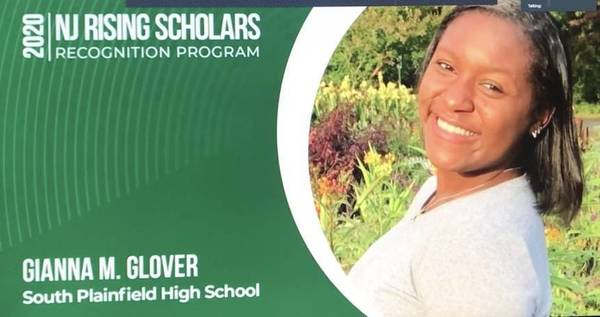 2020
NJ RISING SCHOLARS
RECOGNITION PROGRAM
GIANNA M. GLOVER
South Plainfield High School